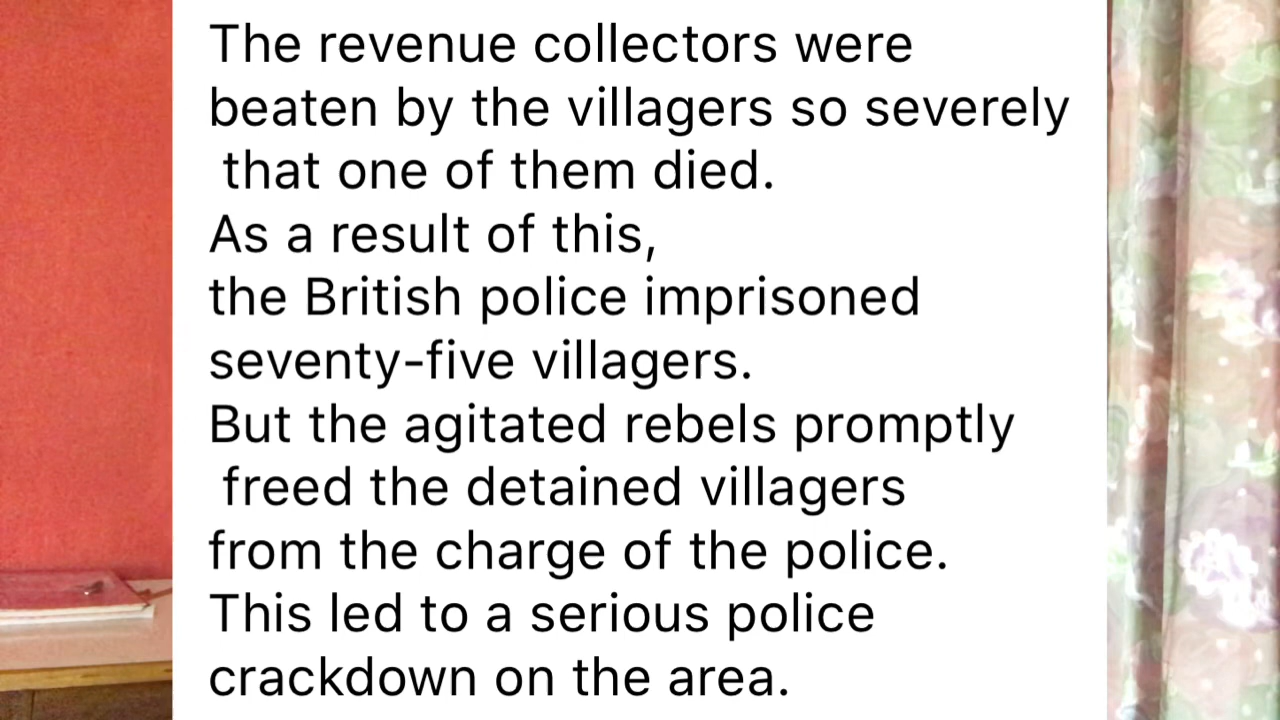 The revenue collectors were
beaten by the villagers so severely
that one of them died.
As a result of this,
the British police imprisoned
seventy-five villagers.
But the agitated rebels promptly
freed the detained villagers
from the charge of the police.
This led to a serious police
crackdown on the area.